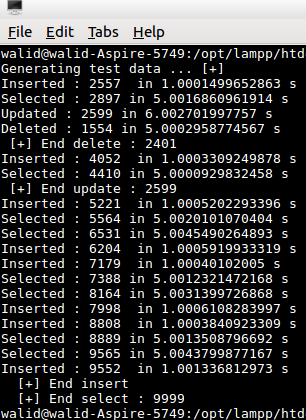 File Edit Tabs Help
walid@walid-Aspire-5749:/opt/lampp/htd
Generating test data ... [+]
Inserted : 2557  in 1.0001499652863 s
Selected : 2897 in 5.0016860961914 s
Updated : 2599 in 6.002701997757 s
Deleted : 1554 in 5.0002958774567 s
 [+] End delete : 2401
Inserted : 4052  in 1.0003309249878 s
Selected : 4410 in 5.0000929832458 s
 [+] End update : 2599
Inserted : 5221  in 1.0005202293396 s
Selected : 5564 in 5.0020101070404 s
Selected : 6531 in 5.0045490264893 s
Inserted : 6204  in 1.0005919933319 s
Inserted : 7179  in 1.00040102005 s
Selected : 7388 in 5.0012321472168 s
Selected : 8164 in 5.0031399726868 s
Inserted : 7998  in 1.0006108283997 s
Inserted : 8808  in 1.0003840923309 s
Selected : 8889 in 5.0013508796692 s
Selected : 9565 in 5.0043799877167 s
Inserted : 9552  in 1.001336812973 s
  [+] End insert
  [+] End select : 9999
walid@walid-Aspire-5749:/opt/lampp/htd